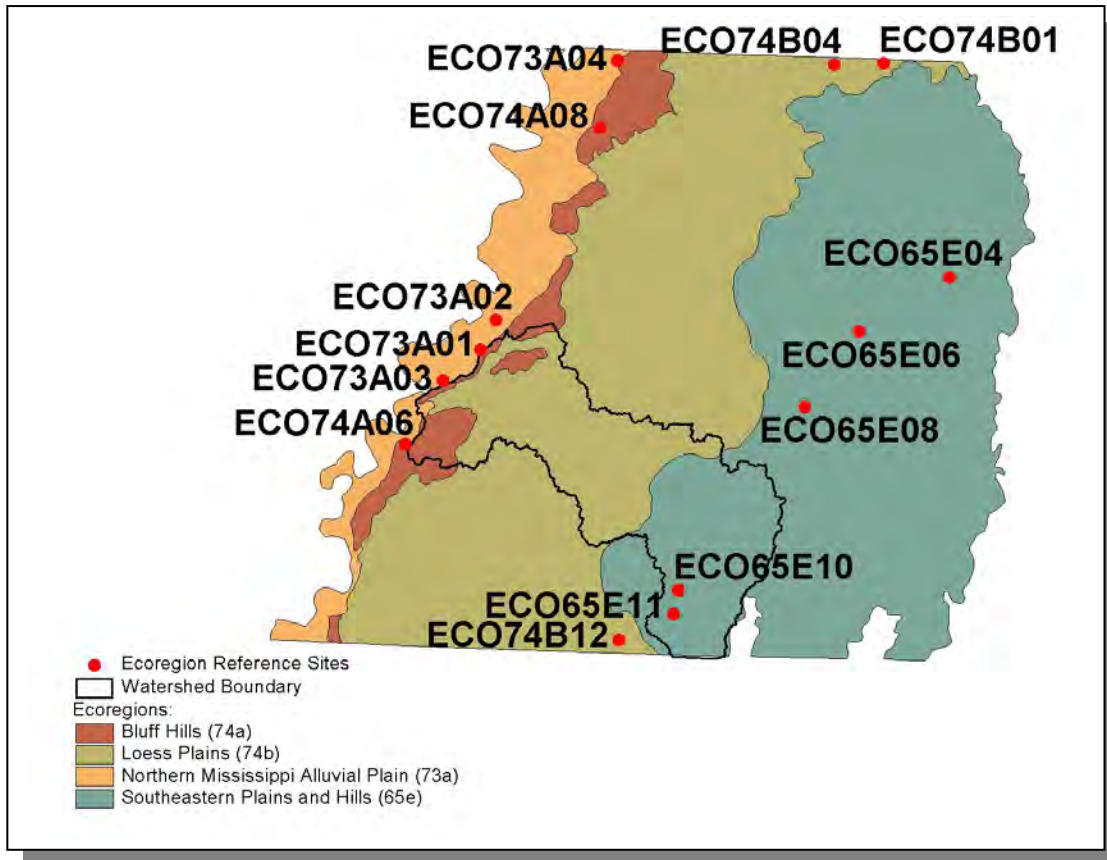 ECO73A04
ECO74B04
ECO74B01
ECO74A08
ECO65E04
ECO73A02
ECO73A01
ECO65E06
ECO73A03
ECO74A06
ECO65E08
ECO65E10
ECO65E11
ECO74B12
Ecoregion Reference Sites
Watershed Boundary
Ecoregions:
Bluff Hills (74a)
Loess Plains (74b)
Northern Mississippi Alluvial Plain (73a)
Southeastern Plains and Hills (65e)